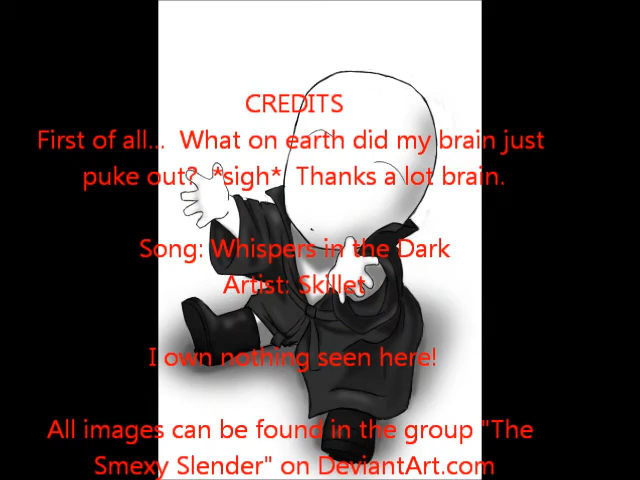 CREDITS
First of all... What on earth did my brain just
puke out? *sigh* Thanks a lot brain.
Song: Whispers in the Dark
Artist: Skillet
I own nothing seen here!
All images can be found in the group "The
Smexy Slender" on DeviantArt.com